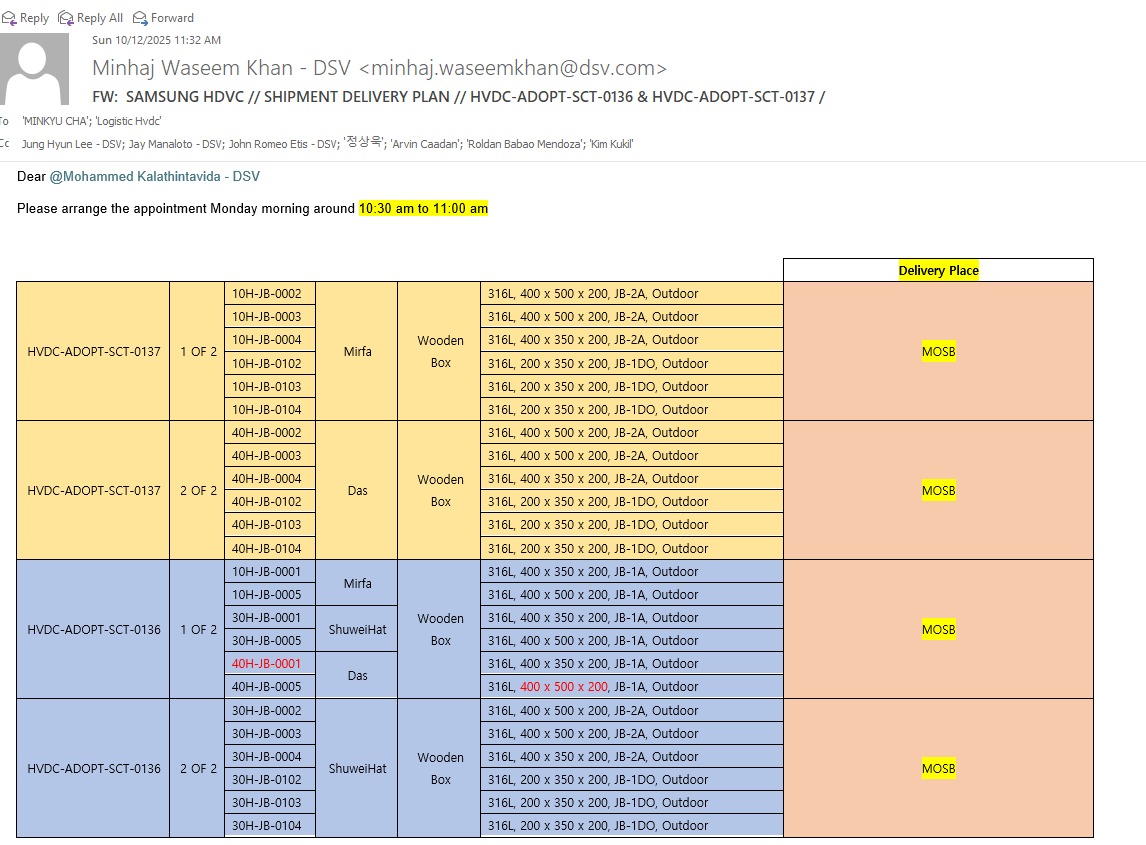 Reply Reply All Forward
Sun 10/12/2025 11:32 AM
Minhaj Waseem Khan - DSV <minhaj.waseemkhan@dsv.com>
FW: SAMSUNG HDVC // SHIPMENT DELIVERY PLAN // HVDC-ADOPT-SCT-0136 & HVDC-ADOPT-SCT-0137 /
To 'MINKYU CHA'; 'Logistic Hvdc'
Cc Jung Hyun Lee - DSV; Jay Manaloto - DSV; John Romeo Etis - DSV; '정상욱'; 'Arvin Caadan'; 'Roldan Babao Mendoza'; 'Kim Kukil'
Dear @Mohammed Kalathintavida - DSV
Please arrange the appointment Monday morning around 10:30 am to 11:00 am
Delivery Place
HVDC-ADOPT-SCT-0137 1 OF 2 Mirfa Wooden Box MOSB
10H-JB-0002 316L, 400 x 500 x 200, JB-2A, Outdoor
10H-JB-0003 316L, 400 x 500 x 200, JB-2A, Outdoor
10H-JB-0004 316L, 400 x 350 x 200, JB-2A, Outdoor
10H-JB-0102 316L, 200 x 350 x 200, JB-1DO, Outdoor
10H-JB-0103 316L, 200 x 350 x 200, JB-1DO, Outdoor
10H-JB-0104 316L, 200 x 350 x 200, JB-1DO, Outdoor
HVDC-ADOPT-SCT-0137 2 OF 2 Das Wooden Box MOSB
40H-JB-0002 316L, 400 x 500 x 200, JB-2A, Outdoor
40H-JB-0003 316L, 400 x 500 x 200, JB-2A, Outdoor
40H-JB-0004 316L, 400 x 350 x 200, JB-2A, Outdoor
40H-JB-0102 316L, 200 x 350 x 200, JB-1DO, Outdoor
40H-JB-0103 316L, 200 x 350 x 200, JB-1DO, Outdoor
40H-JB-0104 316L, 200 x 350 x 200, JB-1DO, Outdoor
HVDC-ADOPT-SCT-0136 1 OF 2 Wooden Box MOSB
Mirfa
10H-JB-0001 316L, 400 x 350 x 200, JB-1A, Outdoor
10H-JB-0005 316L, 400 x 500 x 200, JB-1A, Outdoor
ShuweiHat
30H-JB-0001 316L, 400 x 350 x 200, JB-1A, Outdoor
30H-JB-0005 316L, 400 x 500 x 200, JB-1A, Outdoor
Das
40H-JB-0001 316L, 400 x 350 x 200, JB-1A, Outdoor
40H-JB-0005 316L, 400 x 500 x 200, JB-1A, Outdoor
HVDC-ADOPT-SCT-0136 2 OF 2 ShuweiHat Wooden Box MOSB
30H-JB-0002 316L, 400 x 500 x 200, JB-2A, Outdoor
30H-JB-0003 316L, 400 x 500 x 200, JB-2A, Outdoor
30H-JB-0004 316L, 400 x 350 x 200, JB-2A, Outdoor
30H-JB-0102 316L, 200 x 350 x 200, JB-1DO, Outdoor
30H-JB-0103 316L, 200 x 350 x 200, JB-1DO, Outdoor
30H-JB-0104 316L, 200 x 350 x 200, JB-1DO, Outdoor